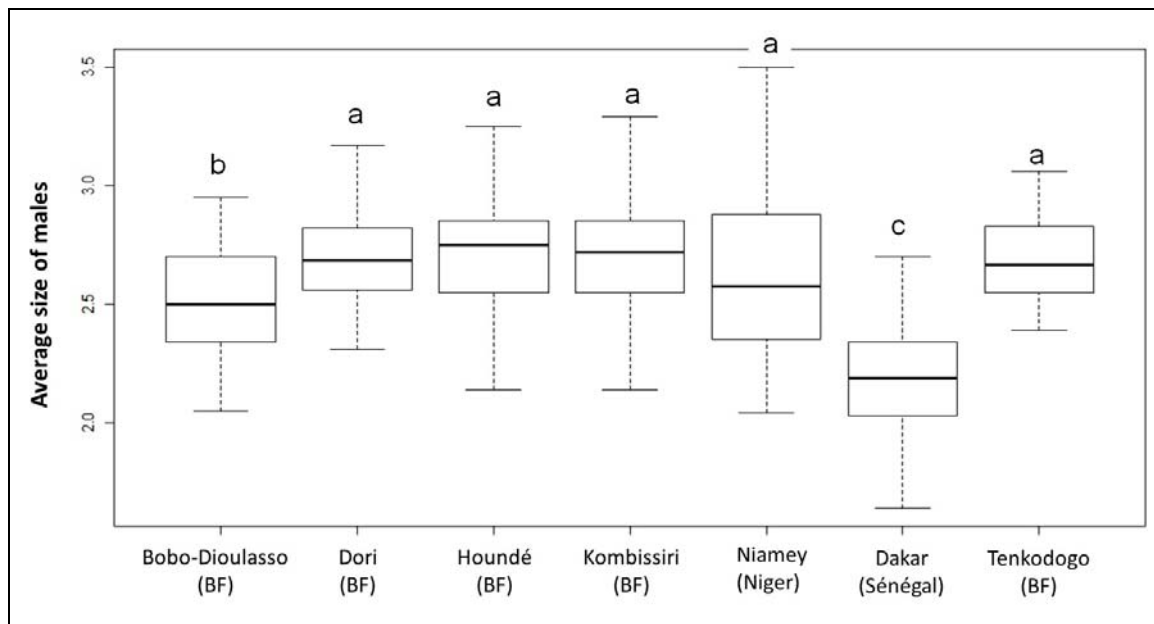 a
3.5
a
a
a
a
b
3.0
c
2.5
2.0
Average size of males
Bobo-Dioulasso Dori Houndé Kombissiri Niamey Dakar Tenkodogo
(BF) (BF) (BF) (BF) (Niger) (Sénégal) (BF)